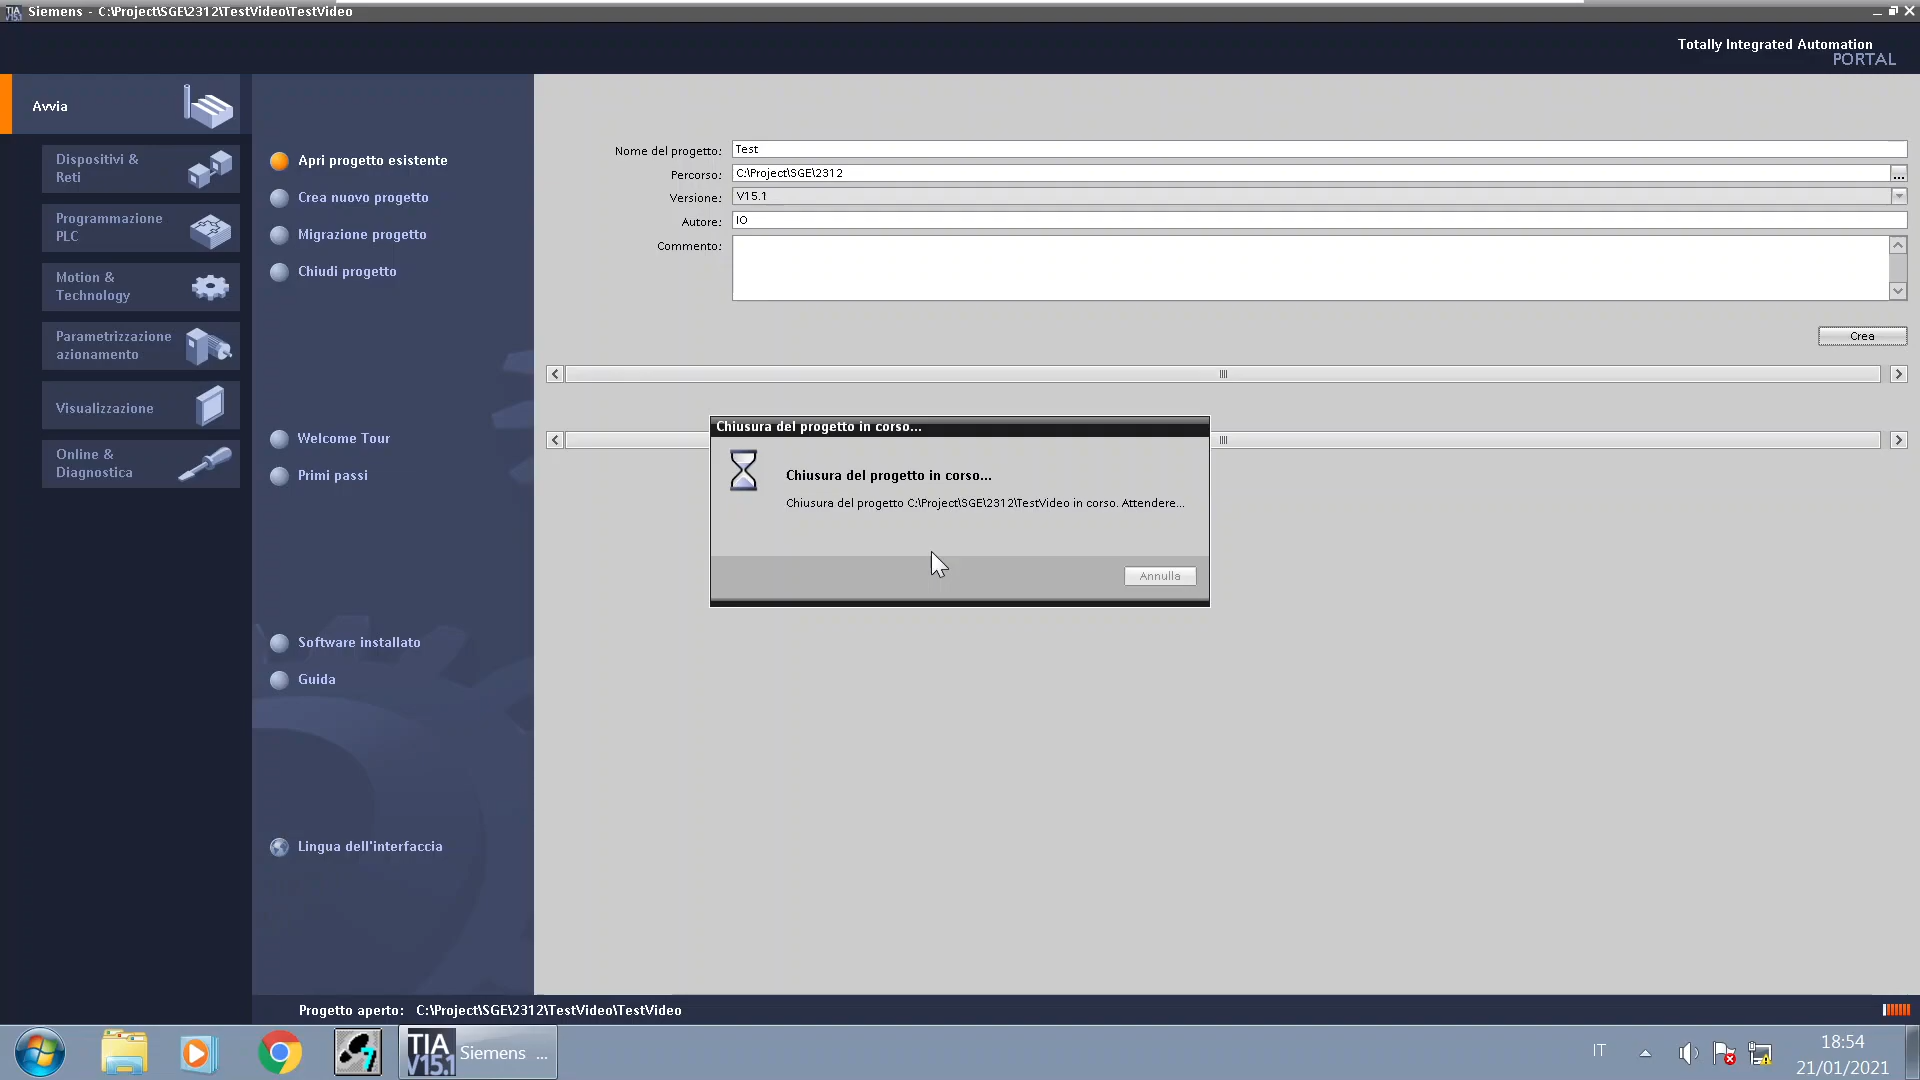 Siemens - C:\Project\SGE\2312\TestVideo\TestVideo
Totally Integrated Automation
PORTAL
Avvia
Dispositivi &
Reti
Programmazione
PLC
Motion &
Technology
Parametrizzazione
azionamento
Visualizzazione
Online &
Diagnostica
Apri progetto esistente
Crea nuovo progetto
Migrazione progetto
Chiudi progetto
Welcome Tour
Primi passi
Software installato
Guida
Lingua dell'interfaccia
Nome del progetto: Test
Percorso: C:\Project\SGE\2312
...
Versione: V15.1
Autore: IO
Commento:
Crea
Chiusura del progetto in corso...
Chiusura del progetto in corso...
Chiusura del progetto C:\Project\SGE\2312\TestVideo in corso. Attendere...
Annulla
Progetto aperto: C:\Project\SGE\2312\TestVideo\TestVideo
7
TIA
V15.1
Siemens ...
IT
18:54
21/01/2021